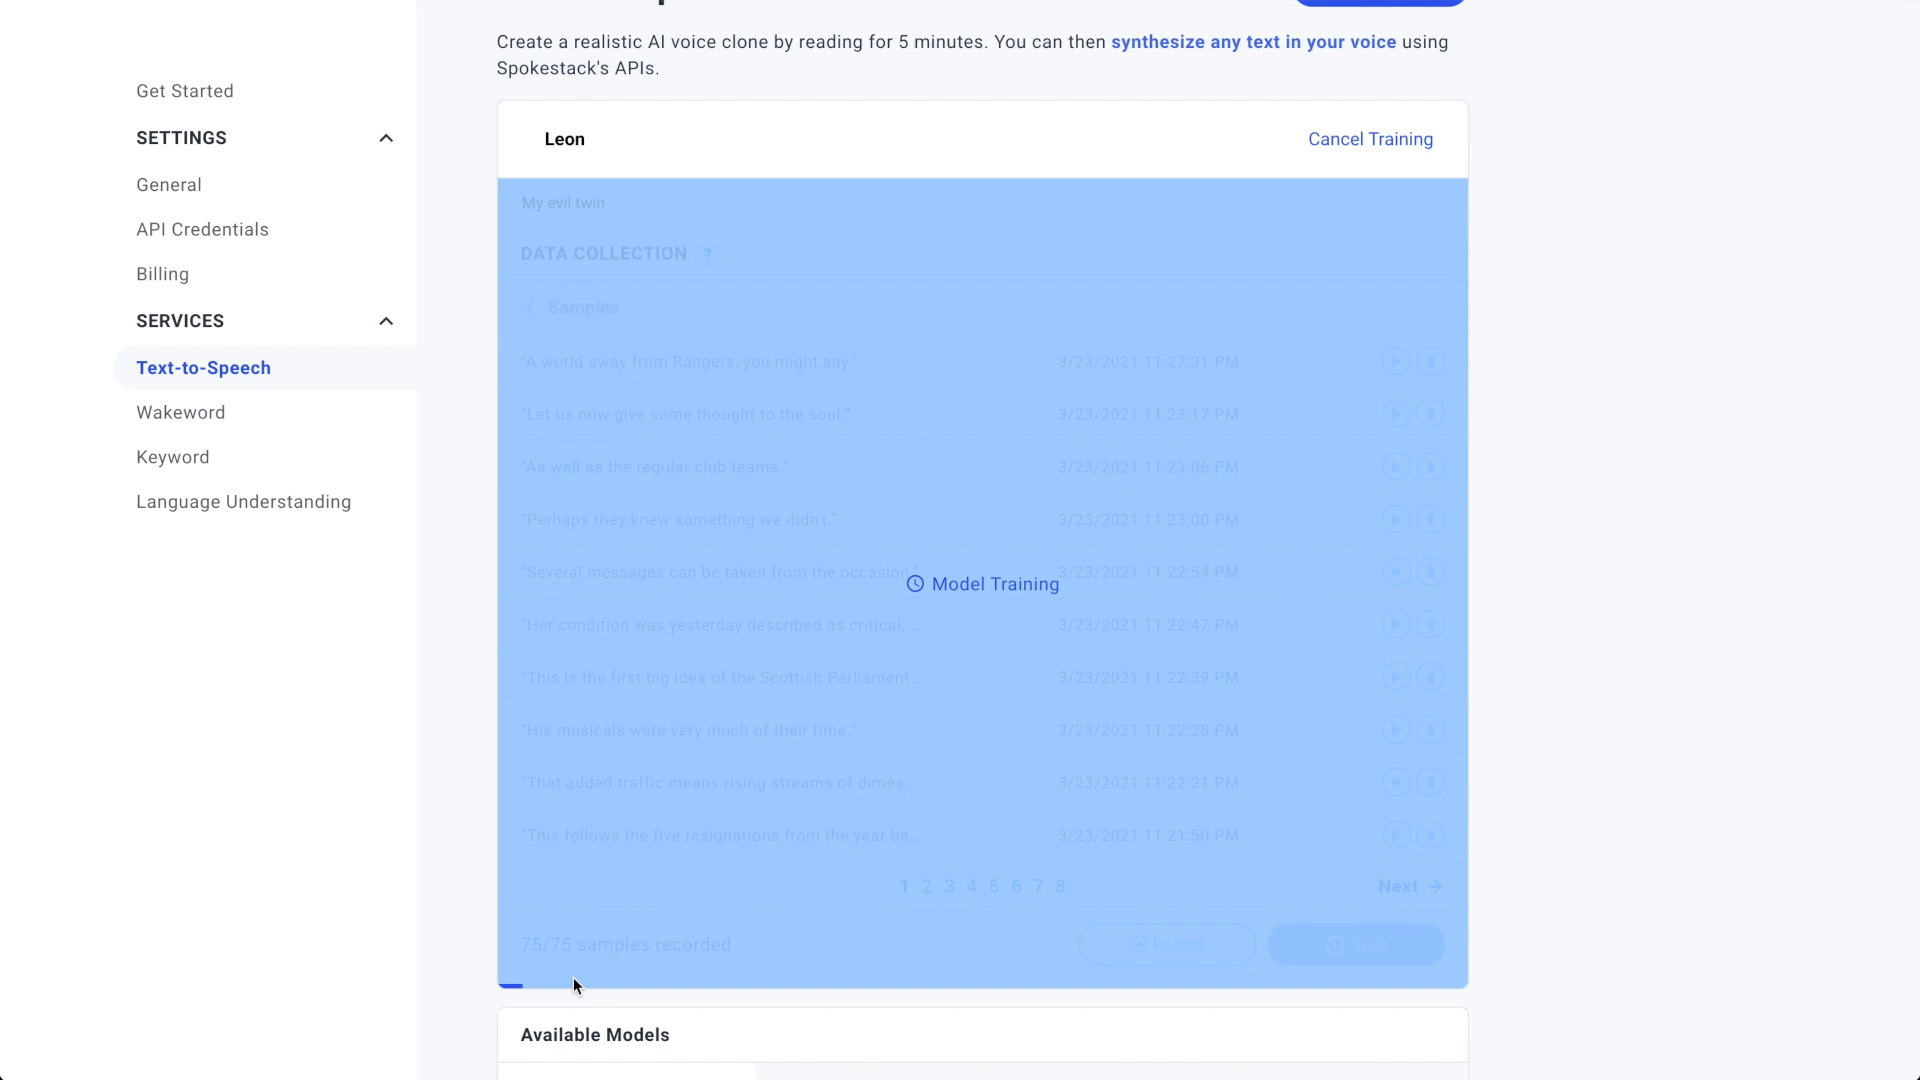 Create a realistic AI voice clone by reading for 5 minutes. You can then synthesize any text in your voice using
Spokestack's APIs.
Get Started
SETTINGS
General
API Credentials
Billing
SERVICES
Text-to-Speech
Wakeword
Keyword
Language Understanding
Leon
Cancel Training
My evil twin
DATA COLLECTION ?
Samples
"A world away from Rangers, you might say." 3/23/2021 11:27:31 PM
"Let us now give some thought to the soul." 3/23/2021 11:23:17 PM
"As well as the regular club teams." 3/23/2021 11:23:06 PM
"Perhaps they knew something we didn't." 3/23/2021 11:23:00 PM
"Several messages can be taken from the occasion." 3/23/2021 11:22:54 PM
Model Training
"Her condition was yesterday described as critical, ... 3/23/2021 11:22:47 PM
"This is the first big idea of the Scottish Parliament... 3/23/2021 11:22:39 PM
"His musicals were very much of their time." 3/23/2021 11:22:28 PM
"That added traffic means rising streams of dimes ... 3/23/2021 11:22:21 PM
"This follows the five resignations from the year be... 3/23/2021 11:21:50 PM
1 2 3 4 5 6 7 8 Next
75/75 samples recorded
Record
Train
Available Models